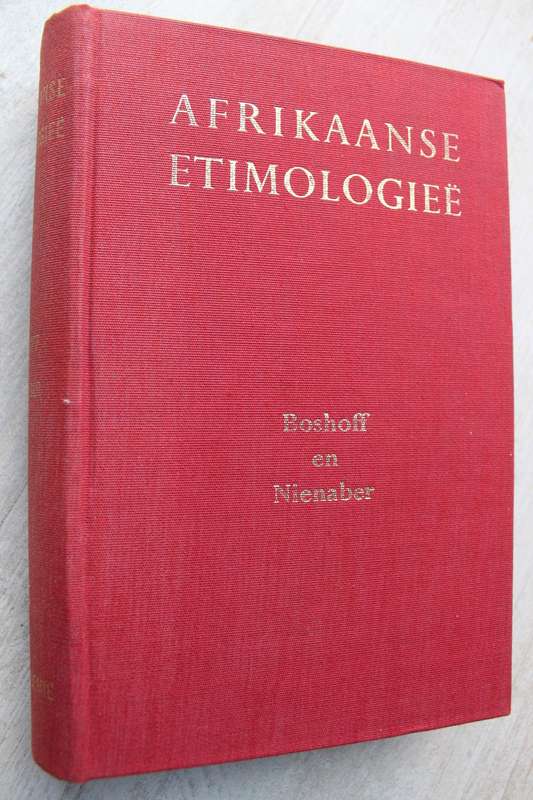 AFRIKAANSE
ETIMOLOGIEË
Boshoff
en
Nienaber